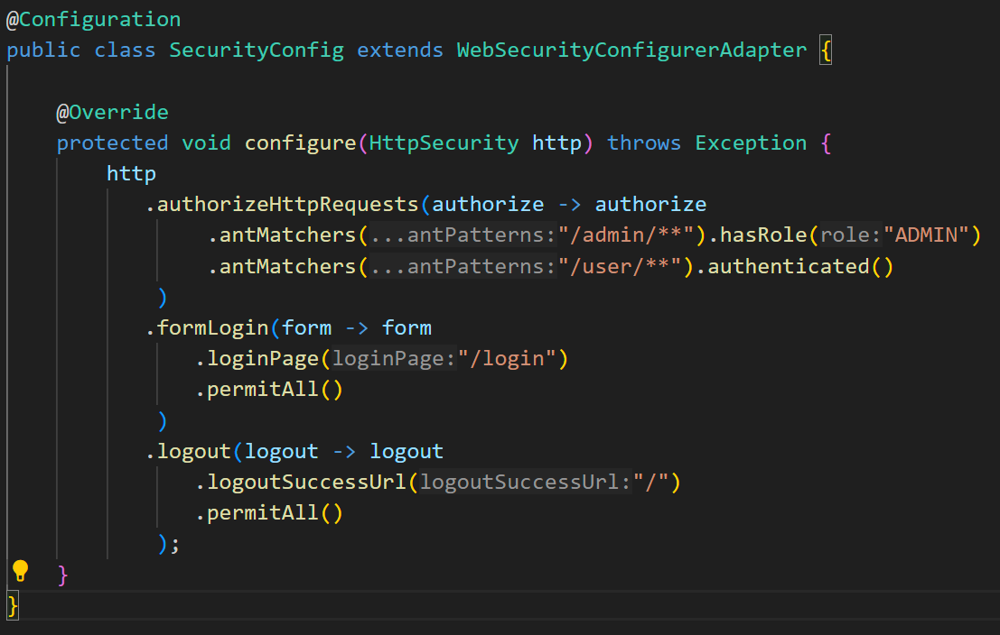 @Configuration
public class SecurityConfig extends WebSecurityConfigurerAdapter {
@Override
protected void configure(HttpSecurity http) throws Exception {
http
.authorizeHttpRequests(authorize -> authorize
.antMatchers(...antPatterns:"/admin/**").hasRole(role:"ADMIN")
.antMatchers(...antPatterns:"/user/**").authenticated()
)
.formLogin(form -> form
.loginPage(loginPage:"/login")
.permitAll()
)
.logout(logout -> logout
.logoutSuccessUrl(logoutSuccessUrl:"/")
.permitAll()
);
}
}